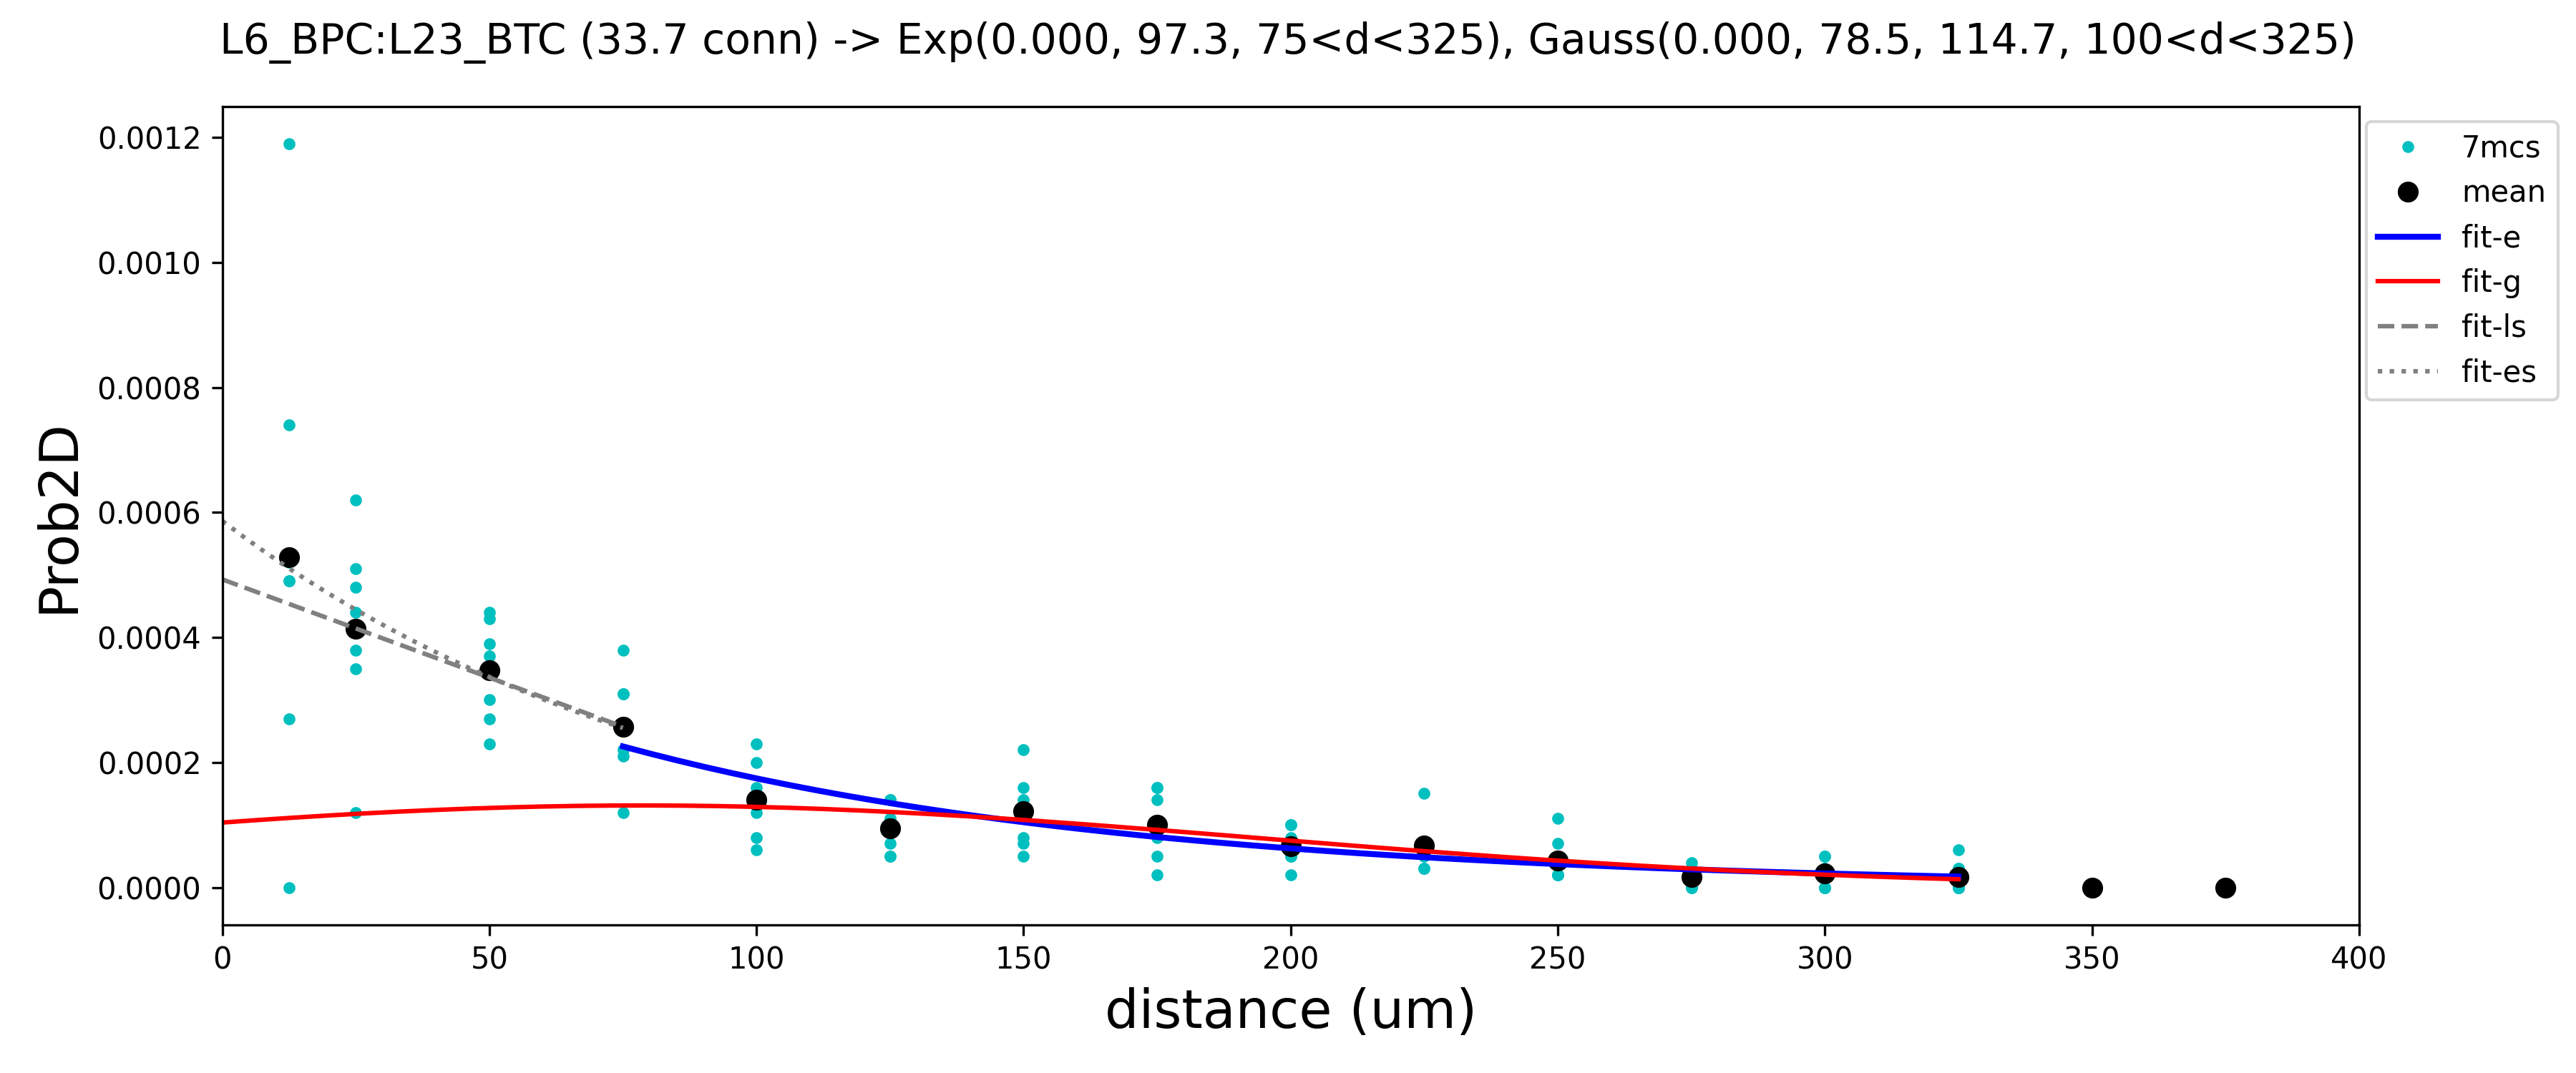 L6_BPC:L23_BTC (33.7 conn) -> Exp(0.000, 97.3, 75<d<325), Gauss(0.000, 78.5, 114.7, 100<d<325)
Prob2D
0.0012
0.0010
0.0008
0.0006
0.0004
0.0002
0.0000
0 50 100 150 200 250 300 350 400
distance (um)
7mcs
mean
fit-e
fit-g
fit-ls
fit-es